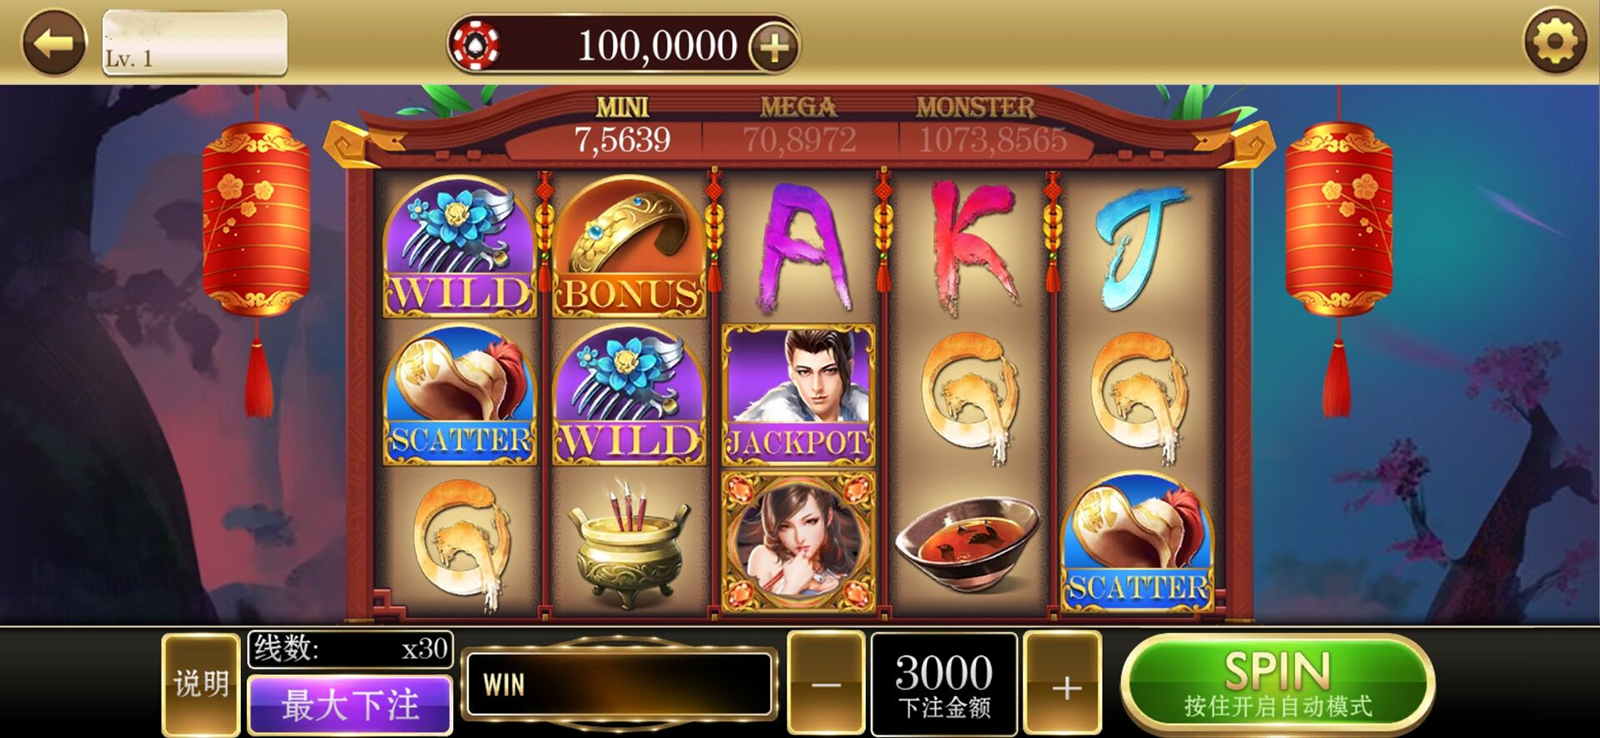 Lv. 1
100,0000
MINI MEGA MONSTER
7,5639 70,8972 1073,8565
WILD BONUS A K J
SCATTER WILD JACKPOT Q Q
Q SCATTER
说明
线数: x30
最大下注
WIN
3000
下注金额
SPIN
按住开启自动模式